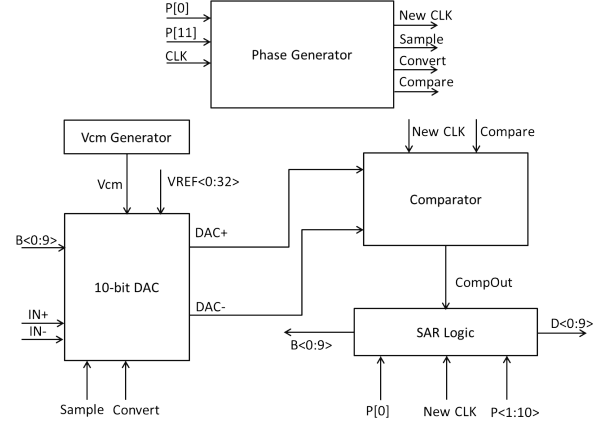 P[0]
P[11]
CLK
Phase Generator
New CLK
Sample
Convert
Compare
Vcm Generator
Vcm
VREF<0:32>
New CLK
Compare
Comparator
B<0:9>
IN+
IN-
10-bit DAC
DAC+
DAC-
Sample
Convert
CompOut
SAR Logic
B<0:9>
D<0:9>
P[0]
New CLK
P<1:10>